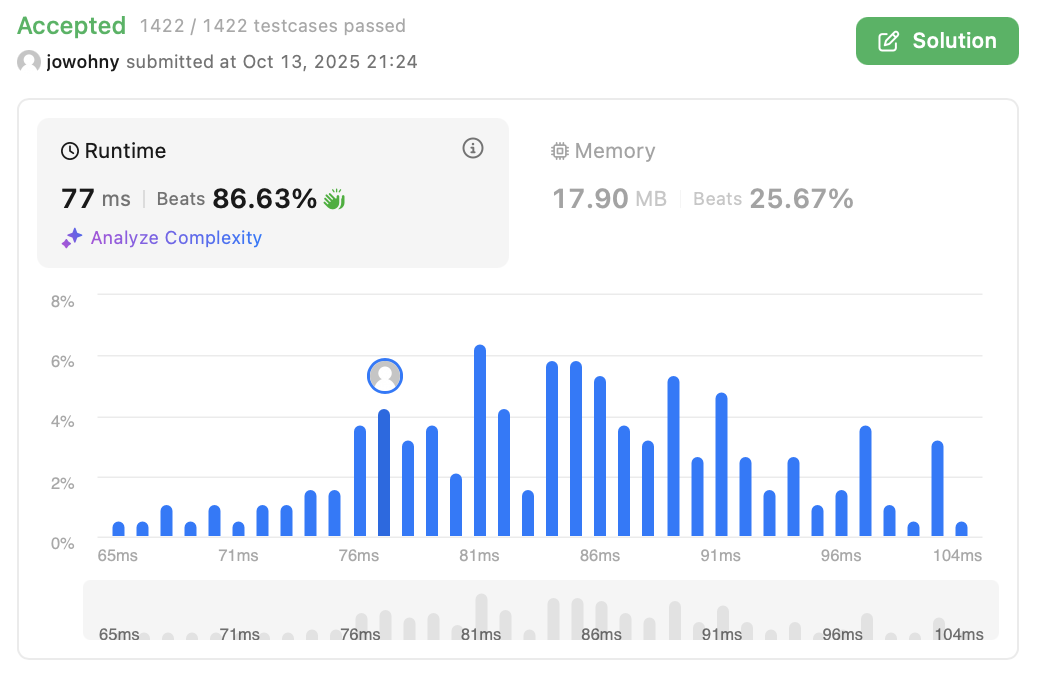 Accepted 1422 / 1422 testcases passed
jowohny submitted at Oct 13, 2025 21:24
Solution
Runtime
77 ms Beats 86.63%
Analyze Complexity
Memory
17.90 MB Beats 25.67%
8%
6%
4%
2%
0%
65ms 71ms 76ms 81ms 86ms 91ms 96ms 104ms
65ms 71ms 76ms 81ms 86ms 91ms 96ms 104ms